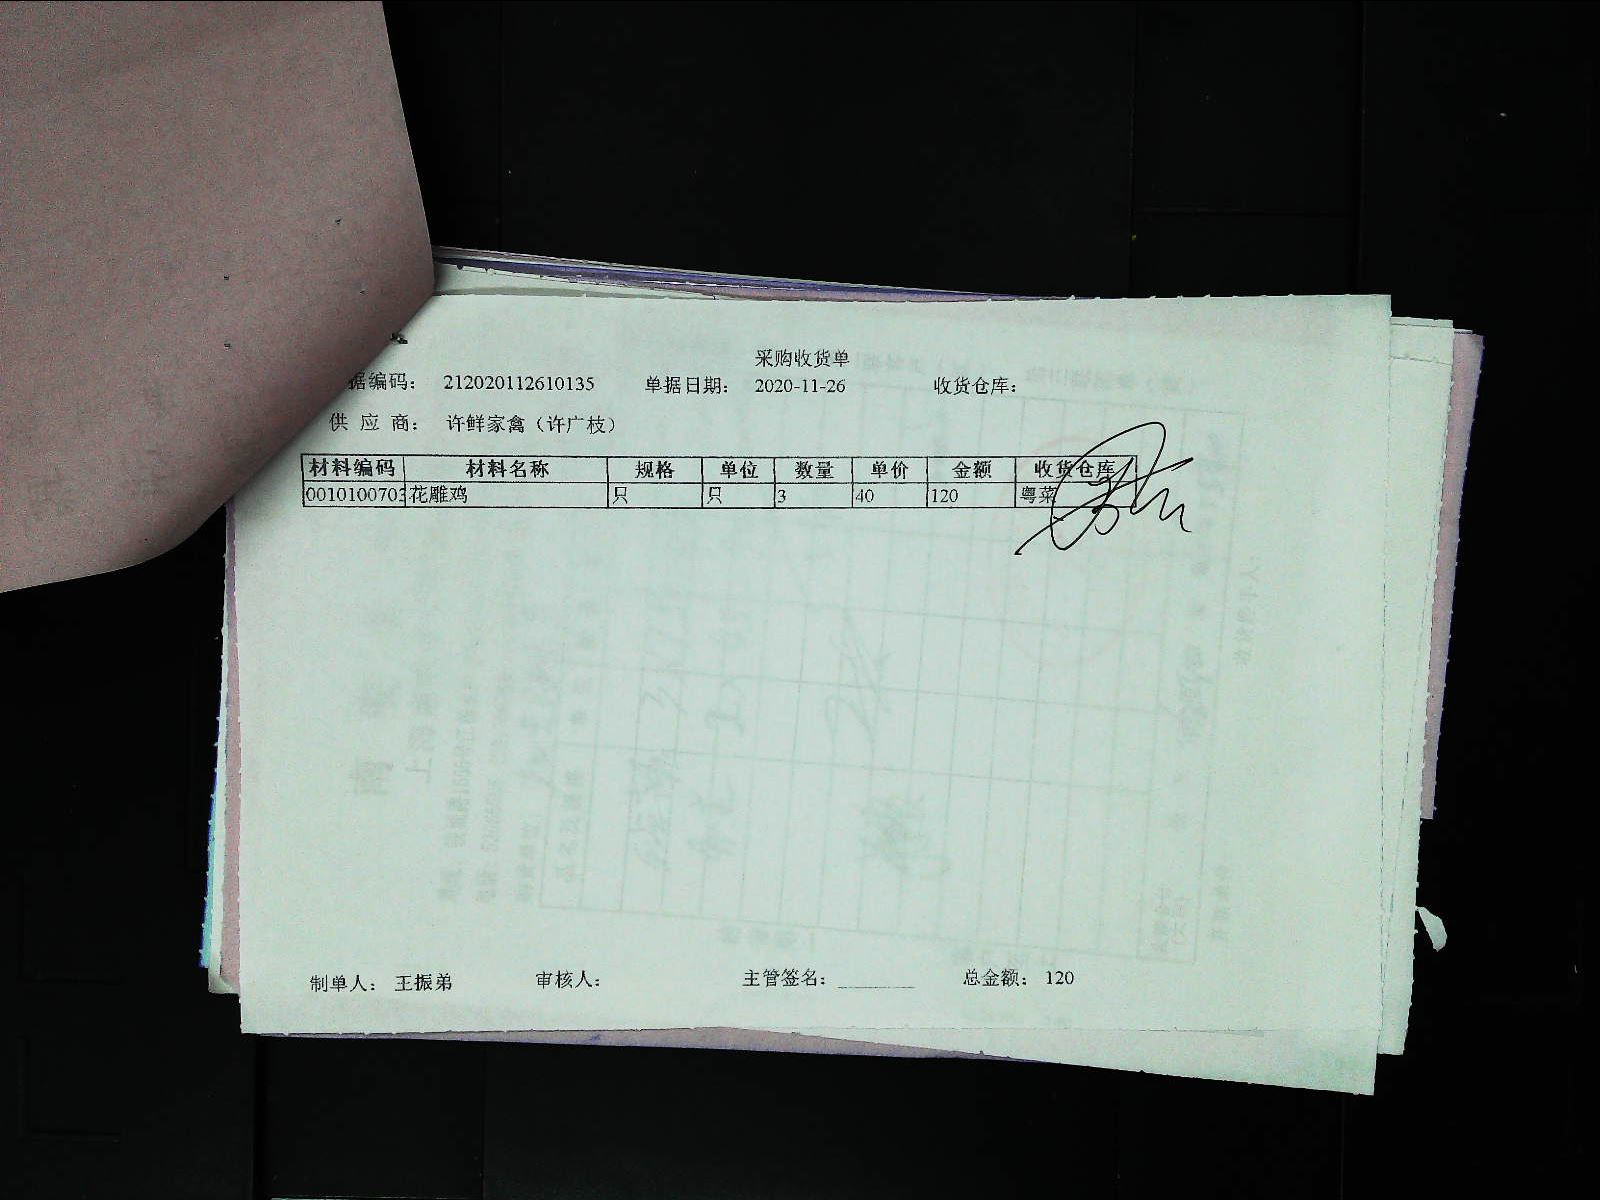 采购收货单
据编码： 212020112610135 单据日期： 2020-11-26 收货仓库：
供 应 商： 许鲜家禽（许广枝）
材料编码 材料名称 规格 单位 数量 单价 金额 收货仓库
0010100703 花雕鸡 只 只 3 40 120 粤菜
制单人： 王振弟 审核人： 主管签名：________ 总金额： 120